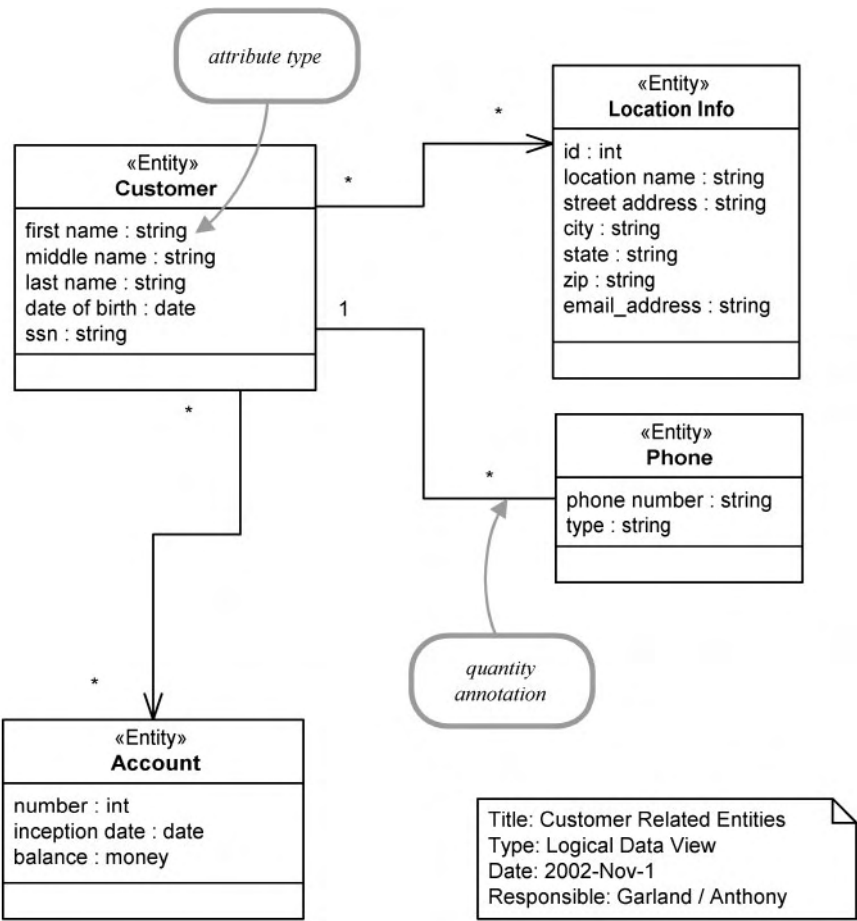 attribute type
«Entity»
Location Info
id : int
location name : string
street address : string
city : string
state : string
zip : string
email_address : string
*
*
«Entity»
Customer
first name : string
middle name : string
last name : string
date of birth : date
ssn : string
1
*
*
«Entity»
Phone
phone number : string
type : string
quantity
annotation
*
«Entity»
Account
number : int
inception date : date
balance : money
Title: Customer Related Entities
Type: Logical Data View
Date: 2002-Nov-1
Responsible: Garland / Anthony